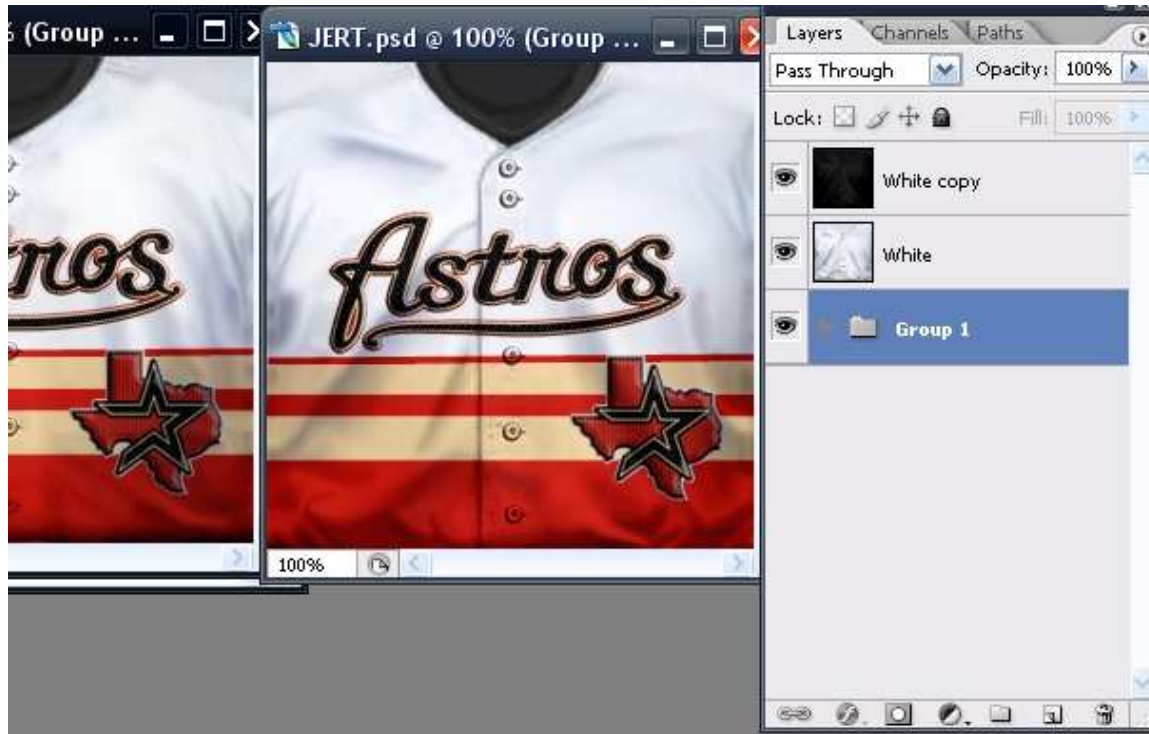 (Group ...
JERT.psd @ 100% (Group ...
tros
Astros
100%
Layers Channels Paths
Pass Through Opacity: 100%
Lock: Fill: 100%
White copy
White
Group 1